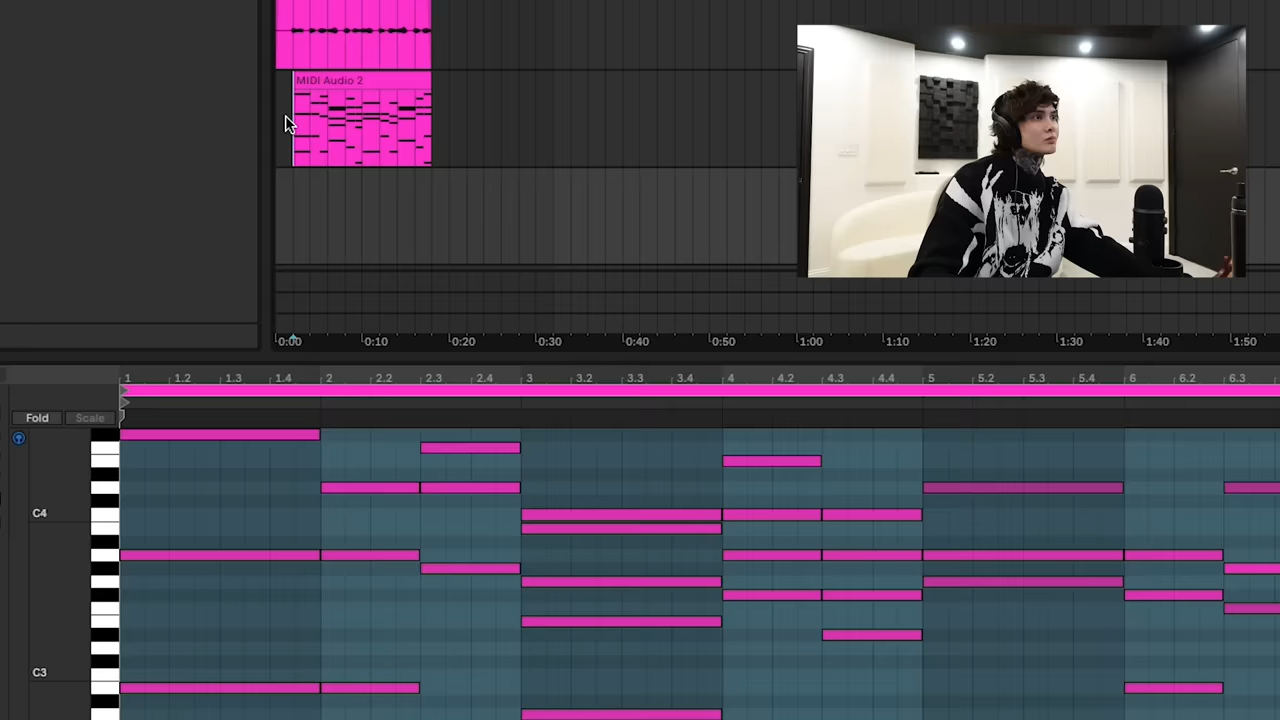 MIDI Audio 2
0:00 0:10 0:20 0:30 0:40 0:50 1:00 1:10 1:20 1:30 1:40 1:50
1 1.2 1.3 1.4 2 2.2 2.3 2.4 3 3.2 3.3 3.4 4 4.2 4.3 4.4 5 5.2 5.3 5.4 6 6.2 6.3
Fold Scale
C4
C3